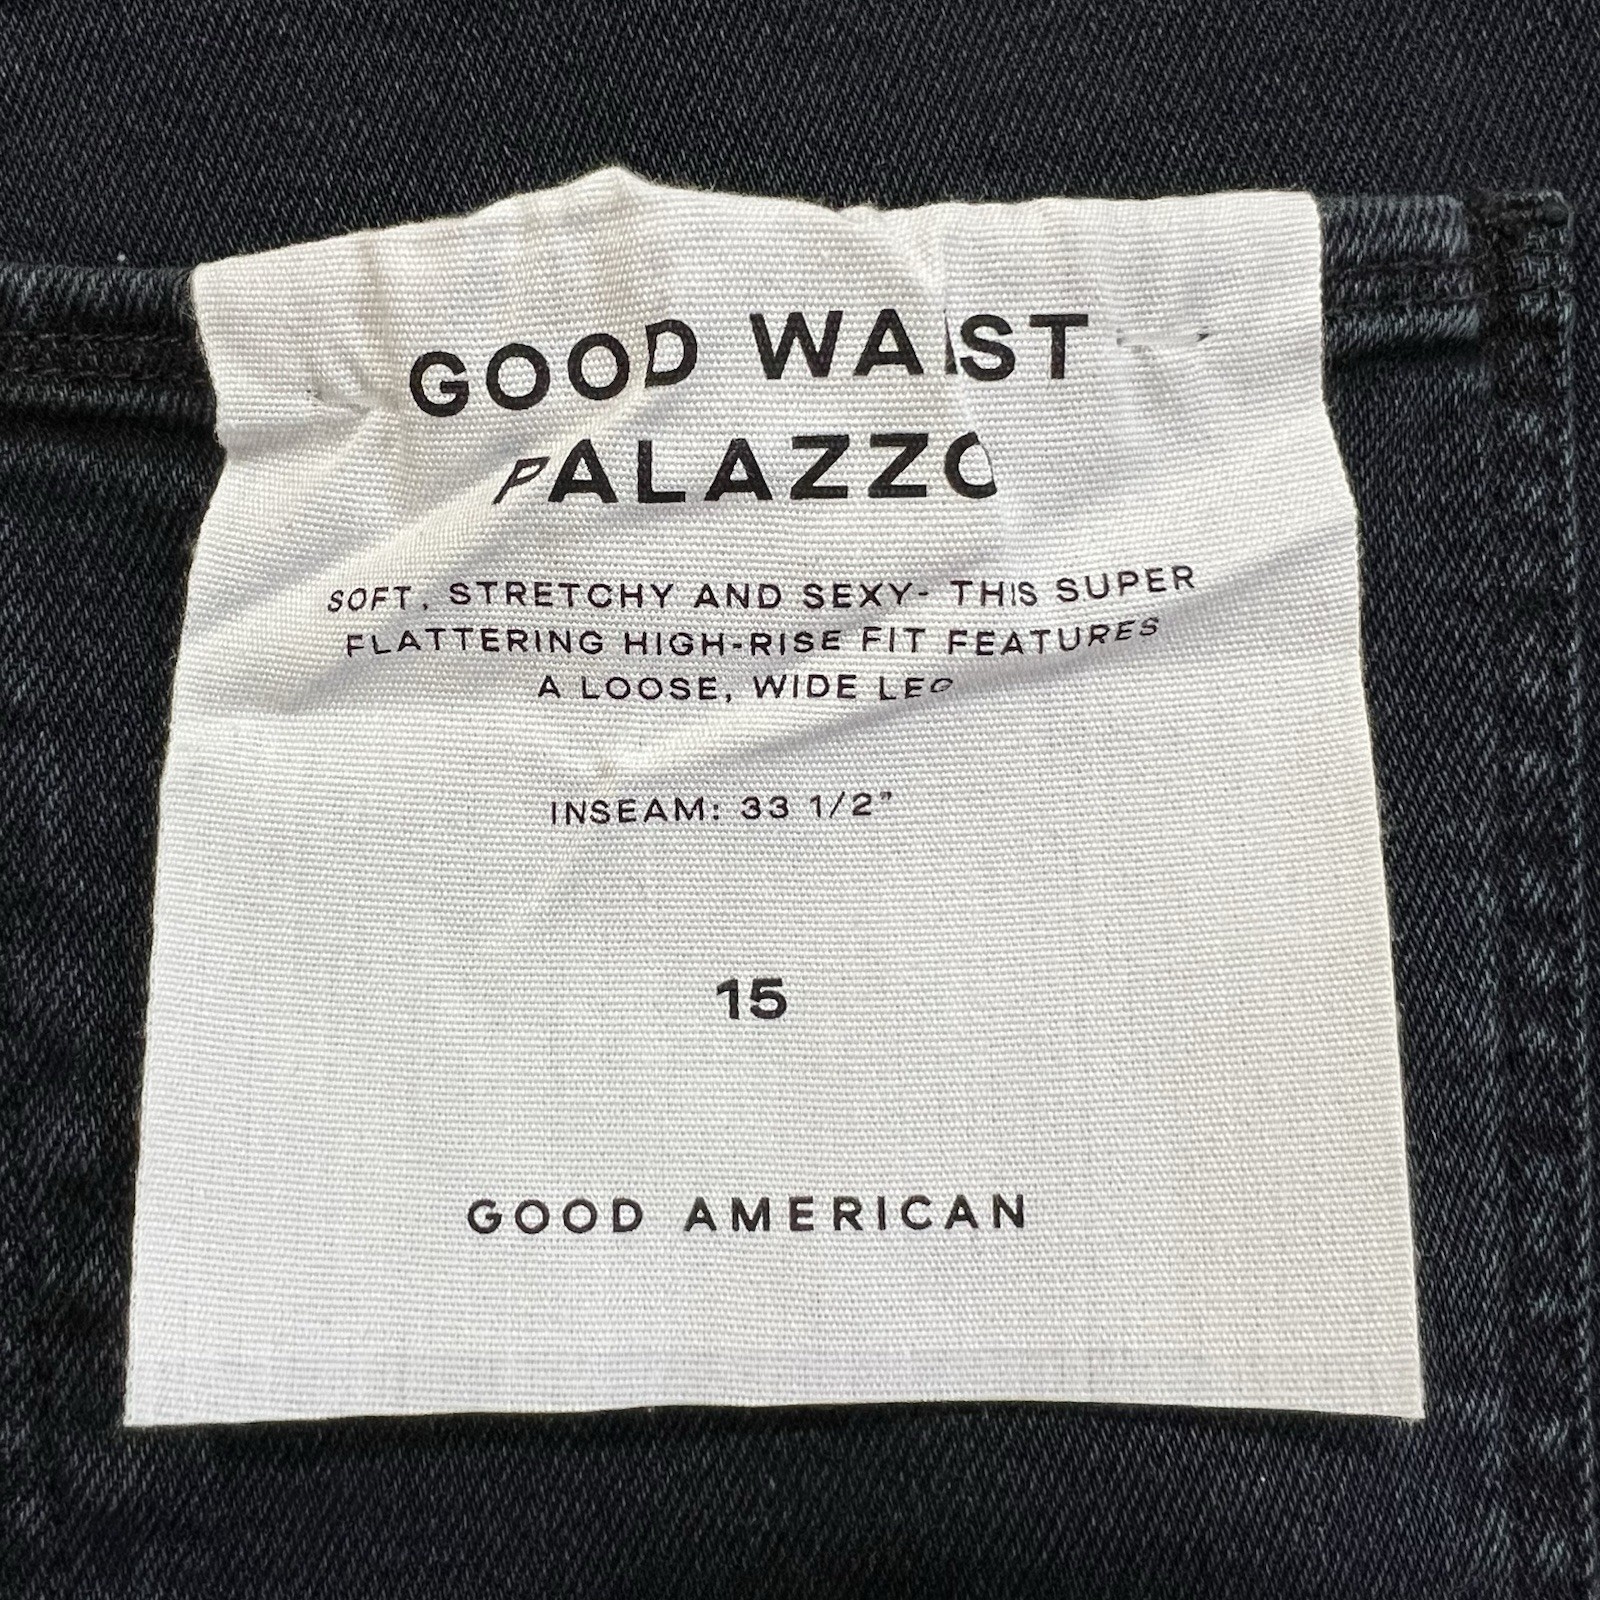 GOOD WAIST
PALAZZO
SOFT, STRETCHY AND SEXY- THIS SUPER
FLATTERING HIGH-RISE FIT FEATURES
A LOOSE, WIDE LEG
INSEAM: 33 1/2"
15
GOOD AMERICAN